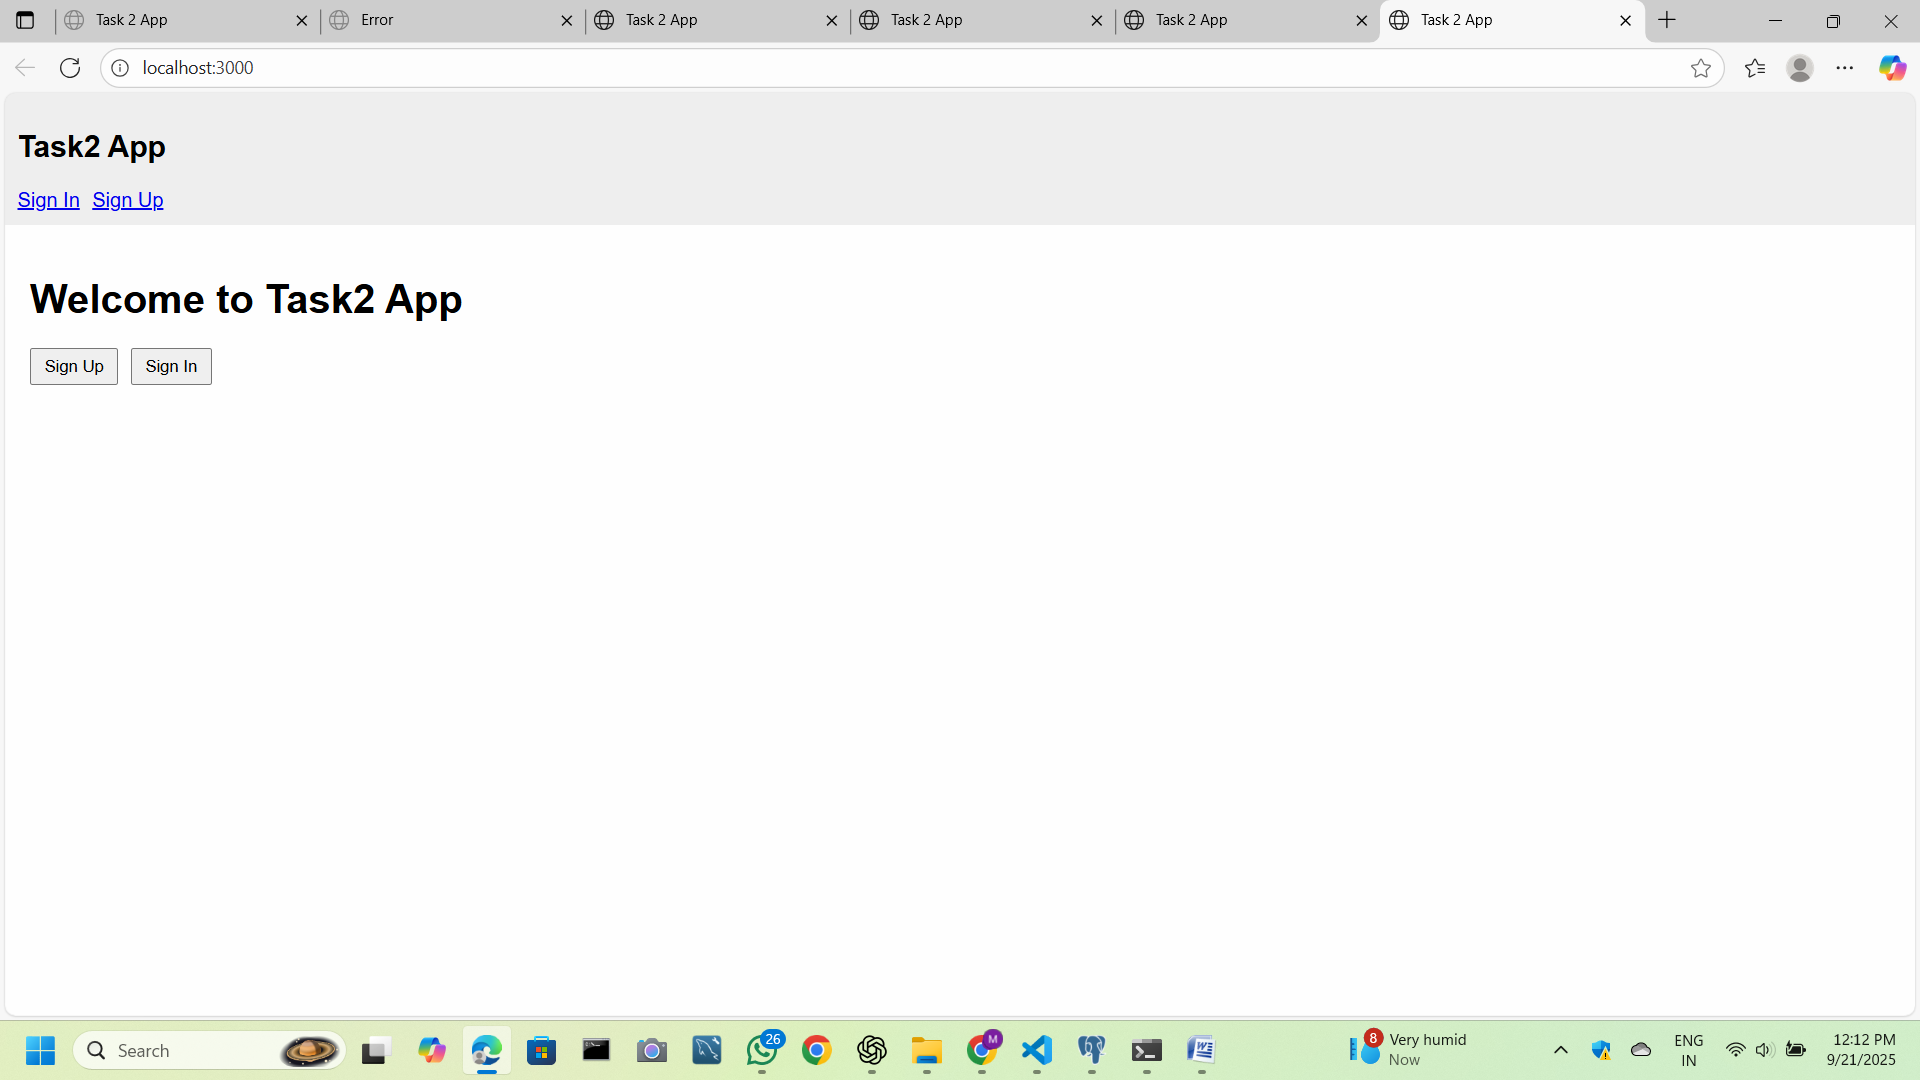 Task 2 App
Error
Task 2 App
Task 2 App
Task 2 App
Task 2 App
localhost:3000
Task2 App
Sign In Sign Up
Welcome to Task2 App
Sign Up Sign In
Search
26
M
8
Very humid
Now
ENG
IN
12:12 PM
9/21/2025